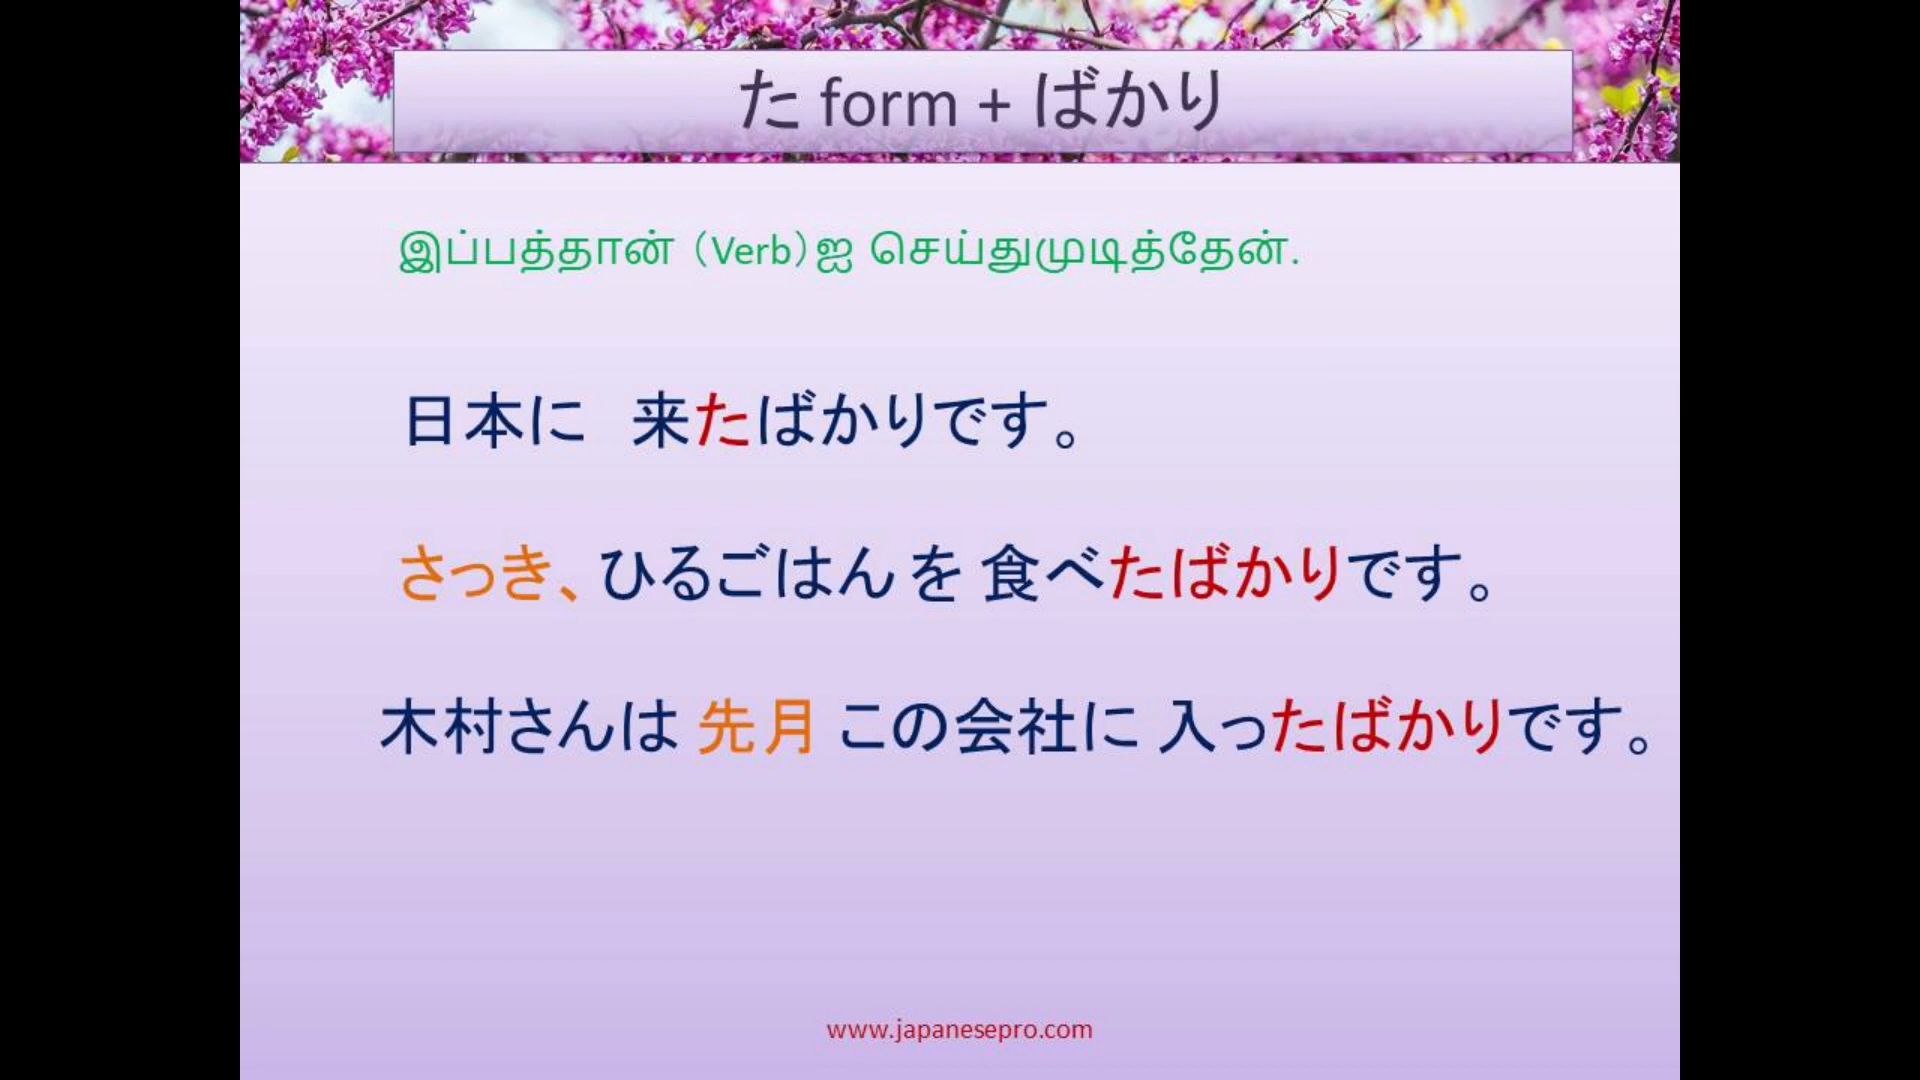 た form + ばかり
இப்பத்தான் (Verb)ஐ செய்துமுடித்தேன்.
日本に　来たばかりです。
さっき、ひるごはん を 食べたばかりです。
木村さんは 先月 この会社に 入ったばかりです。
www.japanesepro.com